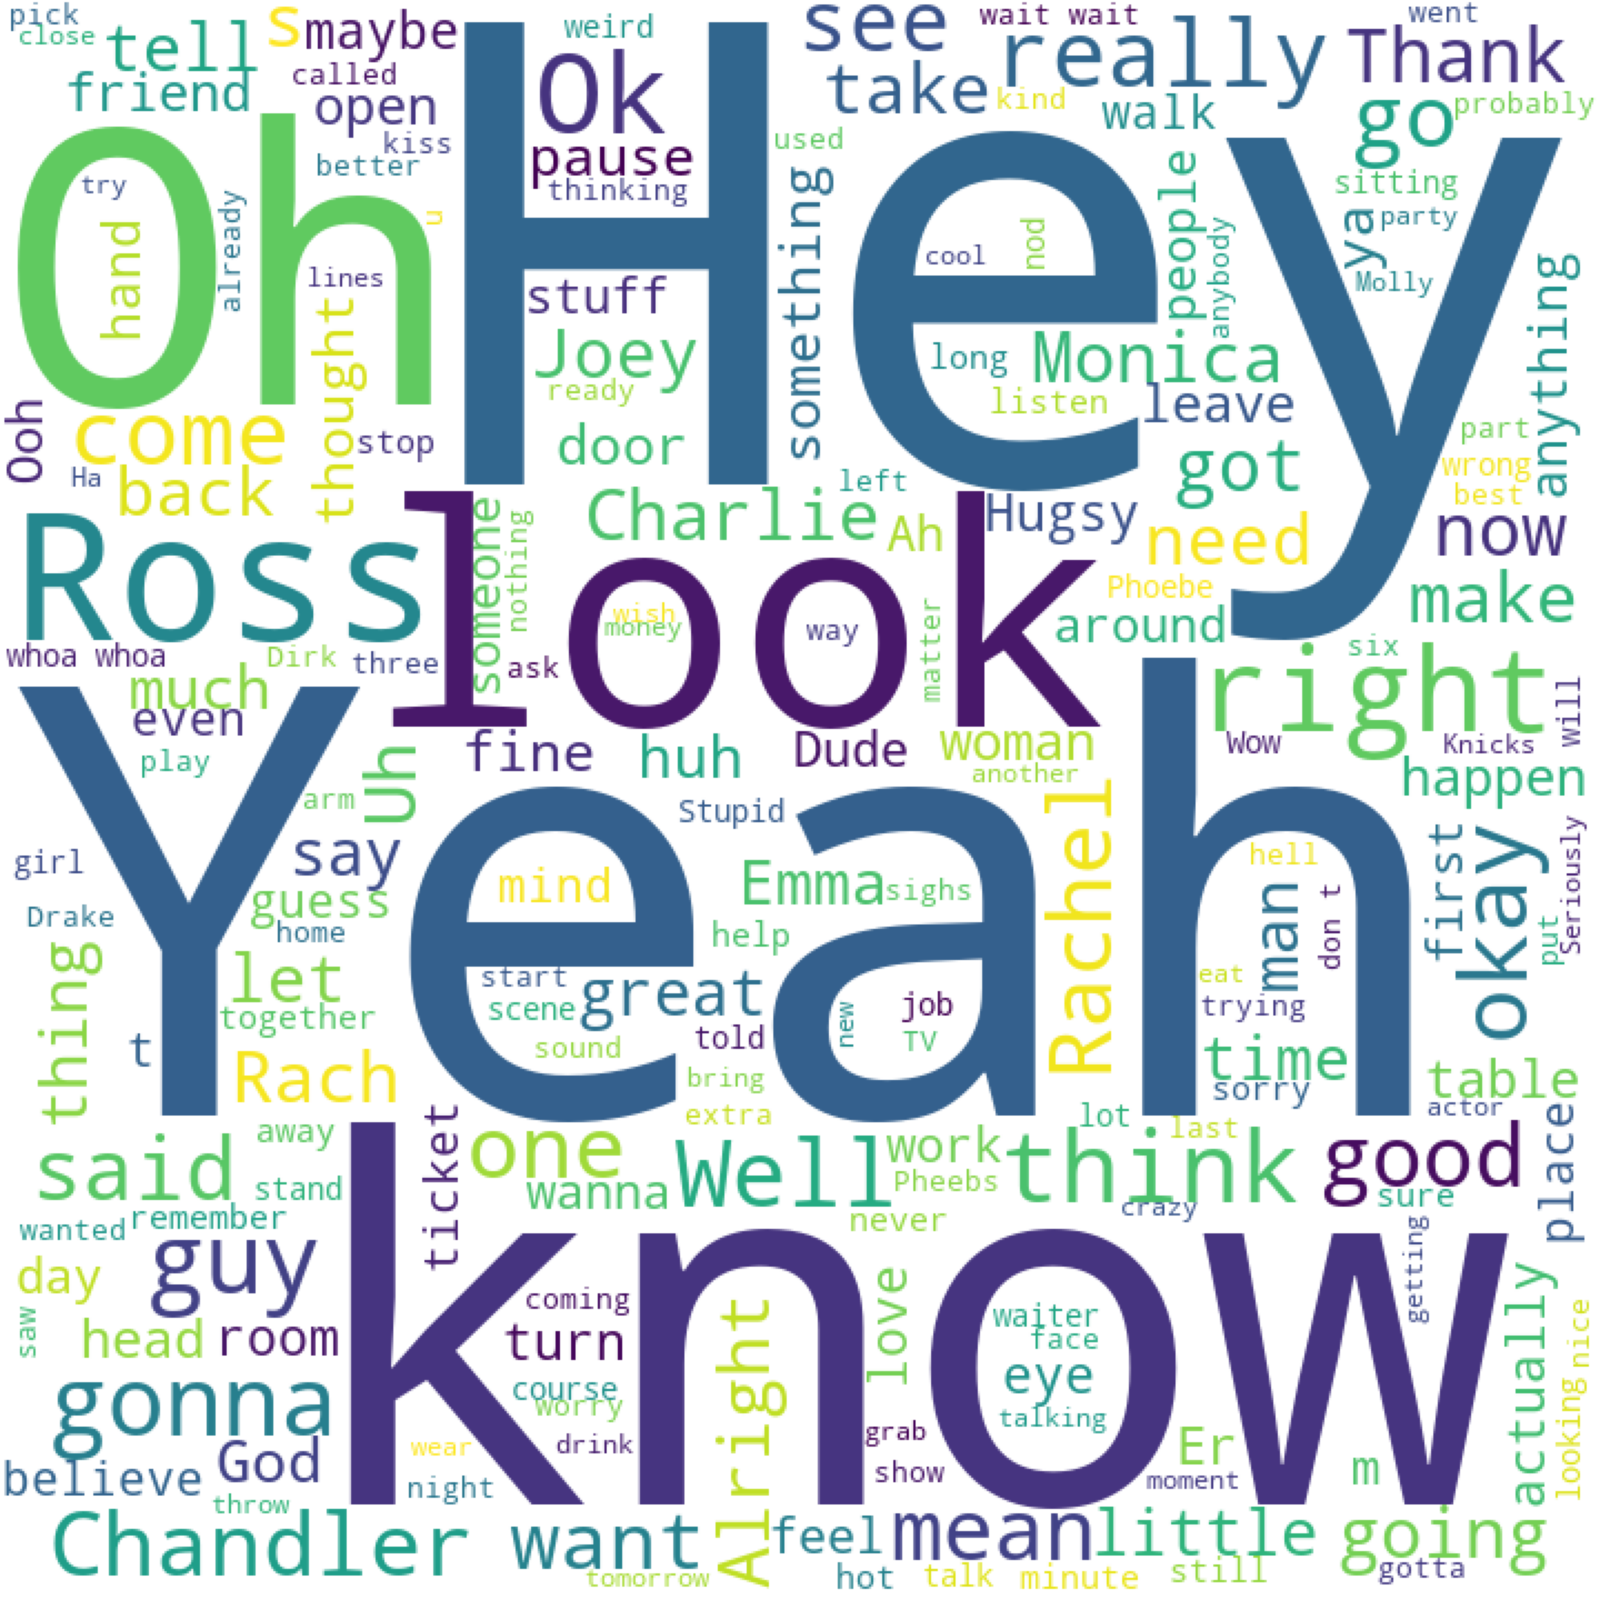 pick
close
tell
S
maybe
weird
see
wait wait
went
friend
called
open
Ok
take
kind
really
Thank
walk
go
probably
Oh
Hey
kiss
better
pause
thinking
used
try
hand
already
u
lines
thought
something
cool
nod
people
anybody
sitting
ya
party
Molly
anything
stuff
Joey
ready
long
Monica
listen
leave
Ooh
come
stop
Ha
back
door
left
got
part
wrong
best
Ross
look
someone
nothing
Charlie
Ah
Hugsy
need
now
Phoebe
make
wish
money
way
matter
around
whoa whoa
Dirk
three
ask
six
right
will
much
even
play
Uh
fine
huh
Dude
woman
another
Wow
Knicks
happen
Yeah
arm
Stupid
Rachel
girl
say
guess
mind
Emma
sighs
hell
man
don t
first
okay
put
Seriously
Drake
home
help
thing
let
together
start
scene
great
sound
told
new
job
TV
eat
trying
time
t
Rach
bring
extra
sorry
table
actor
away
ticket
one
lot
last
place
said
stand
wanna
Well
work
Pheebs
think
good
sure
wanted
remember
never
crazy
getting
know
guy
day
saw
head
room
coming
turn
love
waiter
face
eye
talking
actually
nice
looking
gonna
course
worry
Alright
believe
God
wear
drink
grab
show
Er
moment
m
night
throw
Chandler
want
feel
mean
little
going
tomorrow
hot
talk
minute
still
gotta